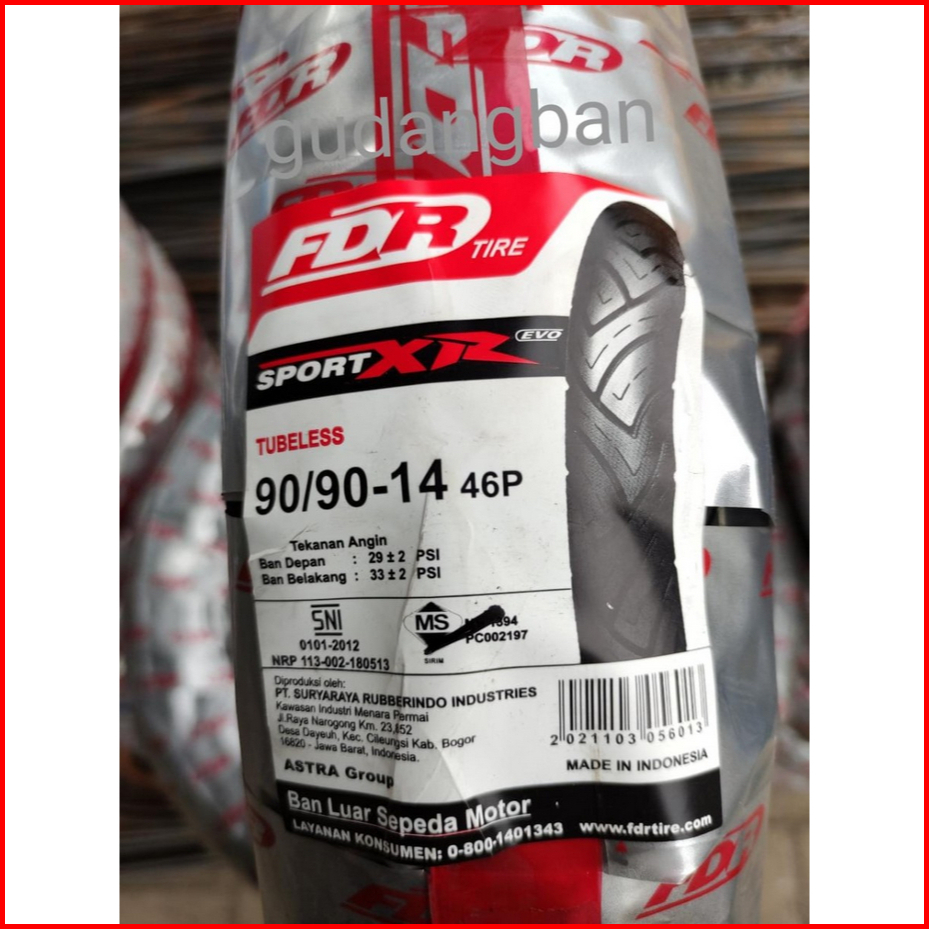 FDR
FDR
gudangban
FDR TIRE
SPORT XR EVO
TUBELESS
90/90-14 46P
Tekanan Angin
Ban Depan : 29 ± 2 PSI
Ban Belakang : 33 ± 2 PSI
SNI
0101-2012
NRP 113-002-180513
MS
SIRIM
PC002197
Diproduksi oleh:
PT. SURYARAYA RUBBERINDO INDUSTRIES
Kawasan Industri Menara Permai
Jl.Raya Narogong Km. 23,852
Desa Dayeuh, Kec. Cileungsi Kab. Bogor
16820 - Jawa Barat, Indonesia.
ASTRA Group
2 021103 056013
MADE IN INDONESIA
Ban Luar Sepeda Motor
LAYANAN KONSUMEN: 0-800-1401343 www.fdrtire.com
FDR